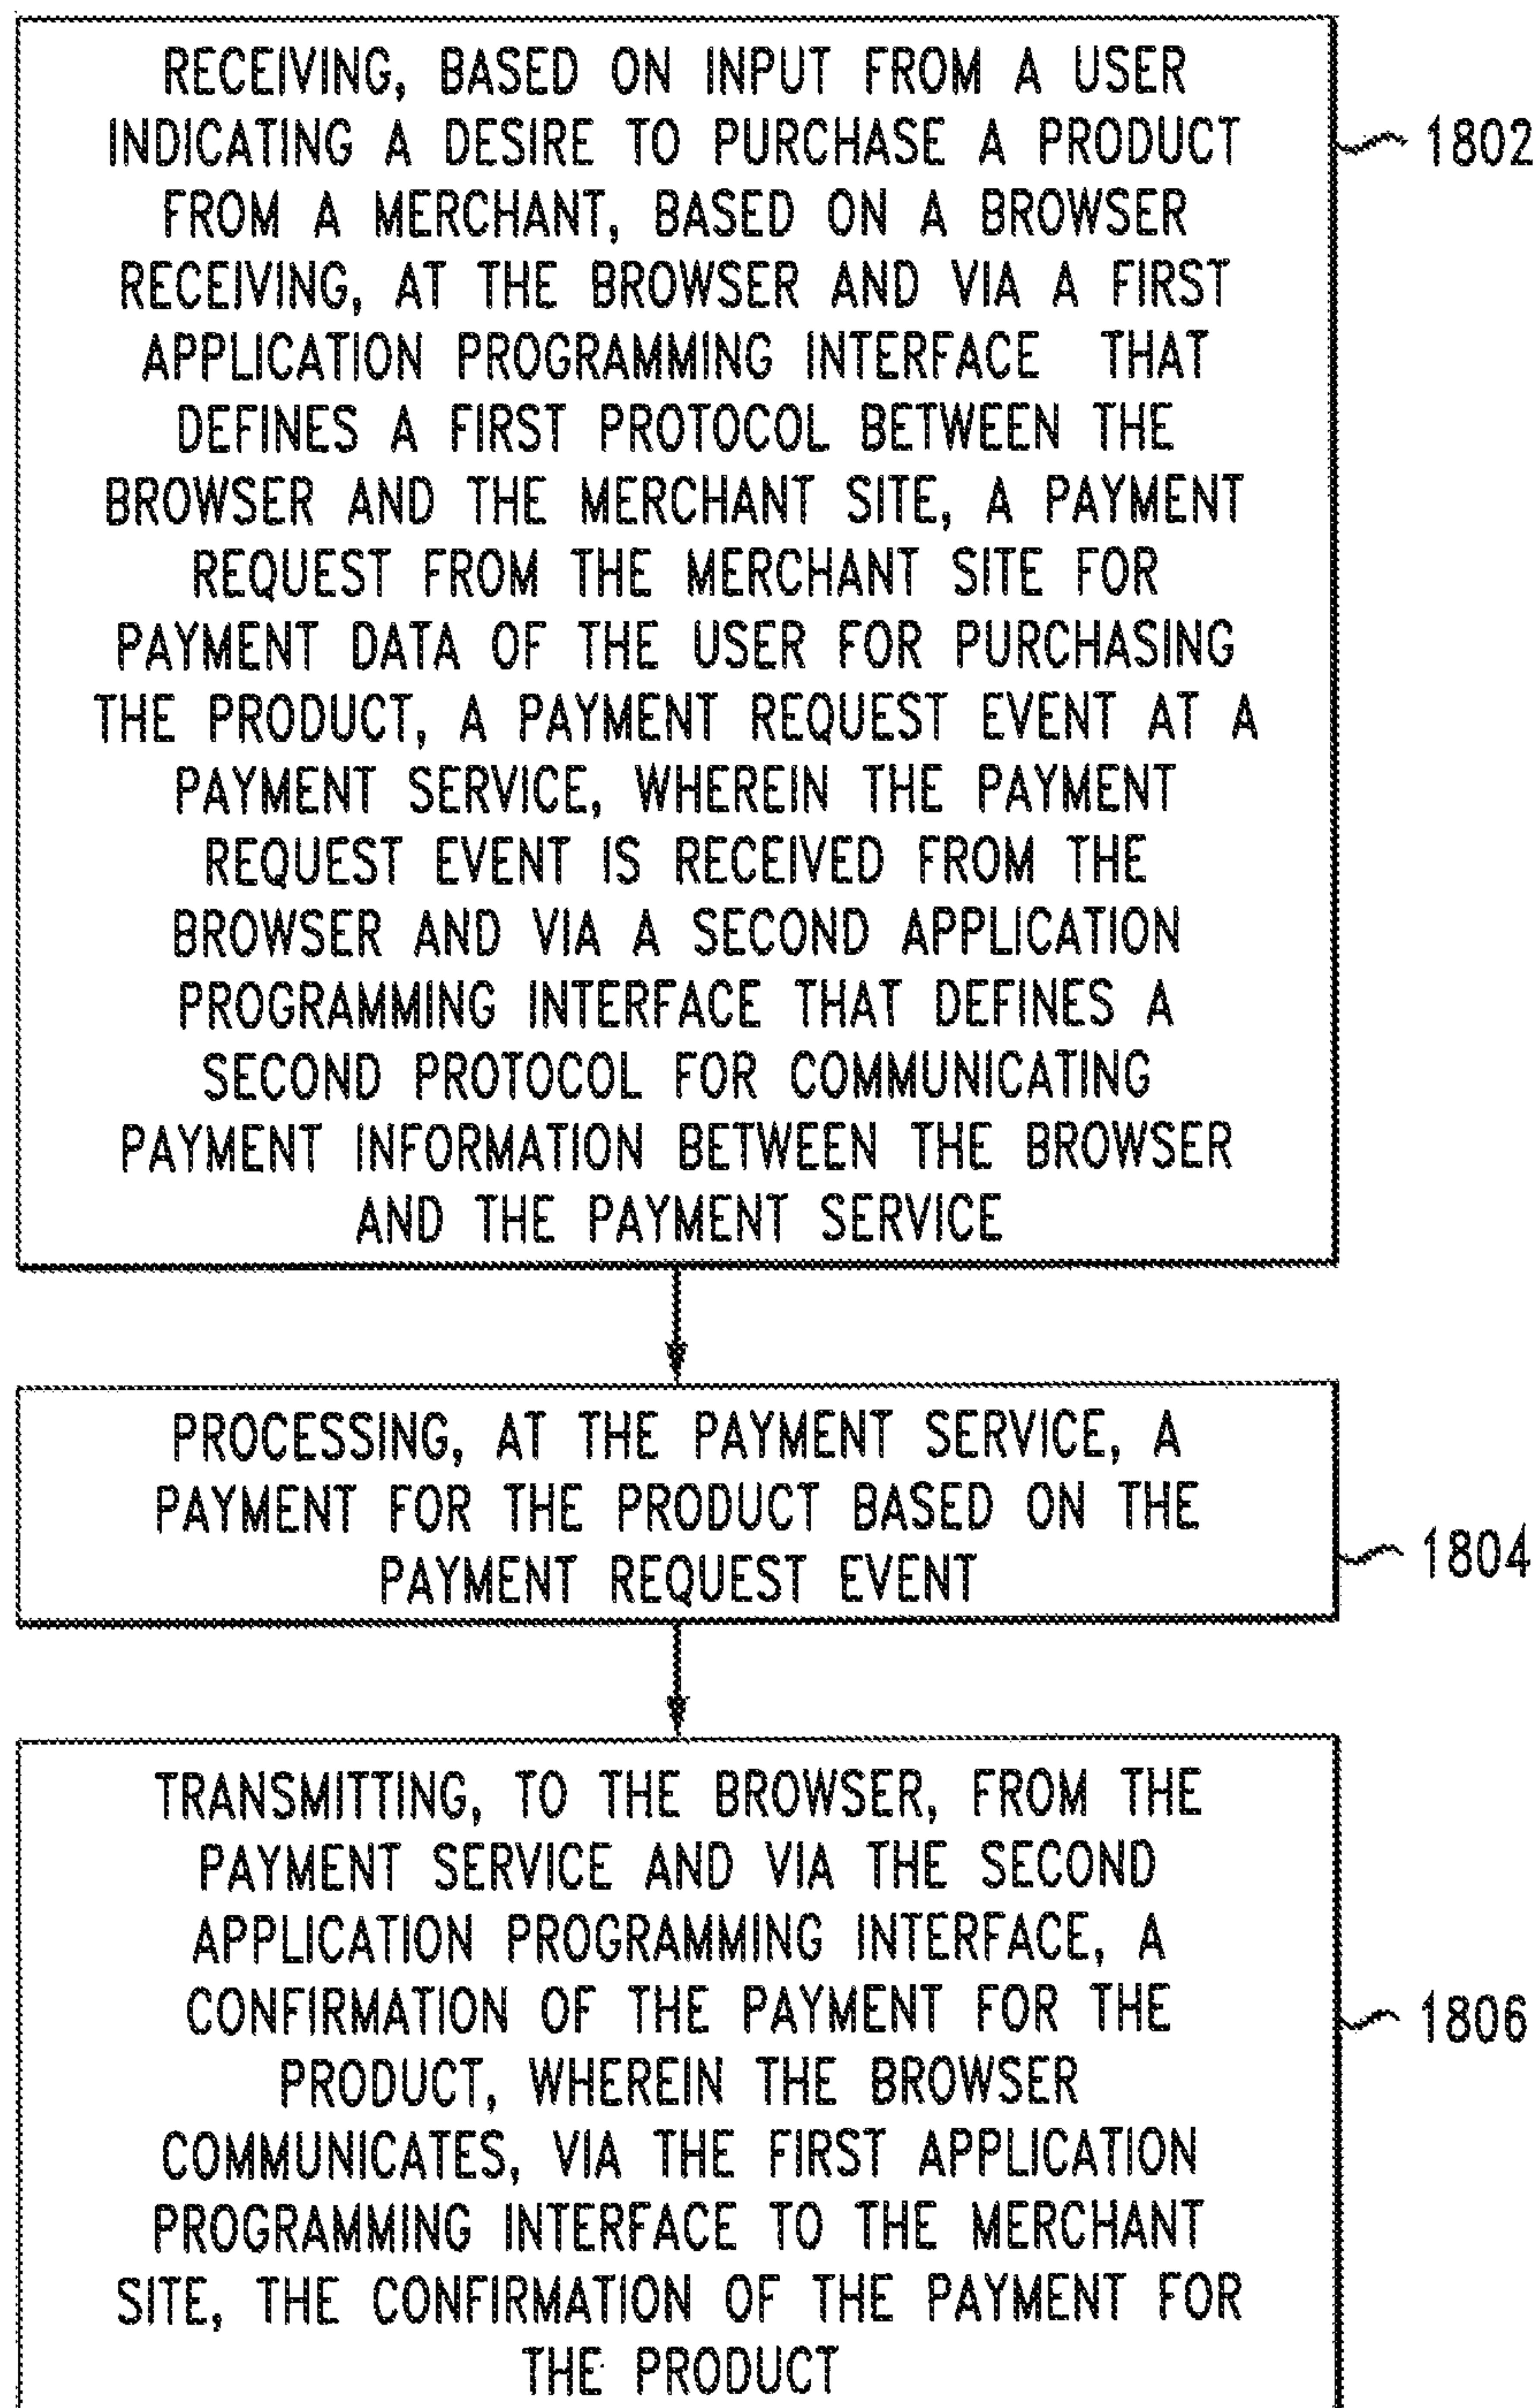 RECEIVING, BASED ON INPUT FROM A USER
INDICATING A DESIRE TO PURCHASE A PRODUCT
FROM A MERCHANT, BASED ON A BROWSER
RECEIVING, AT THE BROWSER AND VIA A FIRST
APPLICATION PROGRAMMING INTERFACE THAT
DEFINES A FIRST PROTOCOL BETWEEN THE
BROWSER AND THE MERCHANT SITE, A PAYMENT
REQUEST FROM THE MERCHANT SITE FOR
PAYMENT DATA OF THE USER FOR PURCHASING
THE PRODUCT, A PAYMENT REQUEST EVENT AT A
PAYMENT SERVICE, WHEREIN THE PAYMENT
REQUEST EVENT IS RECEIVED FROM THE
BROWSER AND VIA A SECOND APPLICATION
PROGRAMMING INTERFACE THAT DEFINES A
SECOND PROTOCOL FOR COMMUNICATING
PAYMENT INFORMATION BETWEEN THE BROWSER
AND THE PAYMENT SERVICE
1802
PROCESSING, AT THE PAYMENT SERVICE, A
PAYMENT FOR THE PRODUCT BASED ON THE
PAYMENT REQUEST EVENT
1804
TRANSMITTING, TO THE BROWSER, FROM THE
PAYMENT SERVICE AND VIA THE SECOND
APPLICATION PROGRAMMING INTERFACE, A
CONFIRMATION OF THE PAYMENT FOR THE
PRODUCT, WHEREIN THE BROWSER
COMMUNICATES, VIA THE FIRST APPLICATION
PROGRAMMING INTERFACE TO THE MERCHANT
SITE, THE CONFIRMATION OF THE PAYMENT FOR
THE PRODUCT
1806